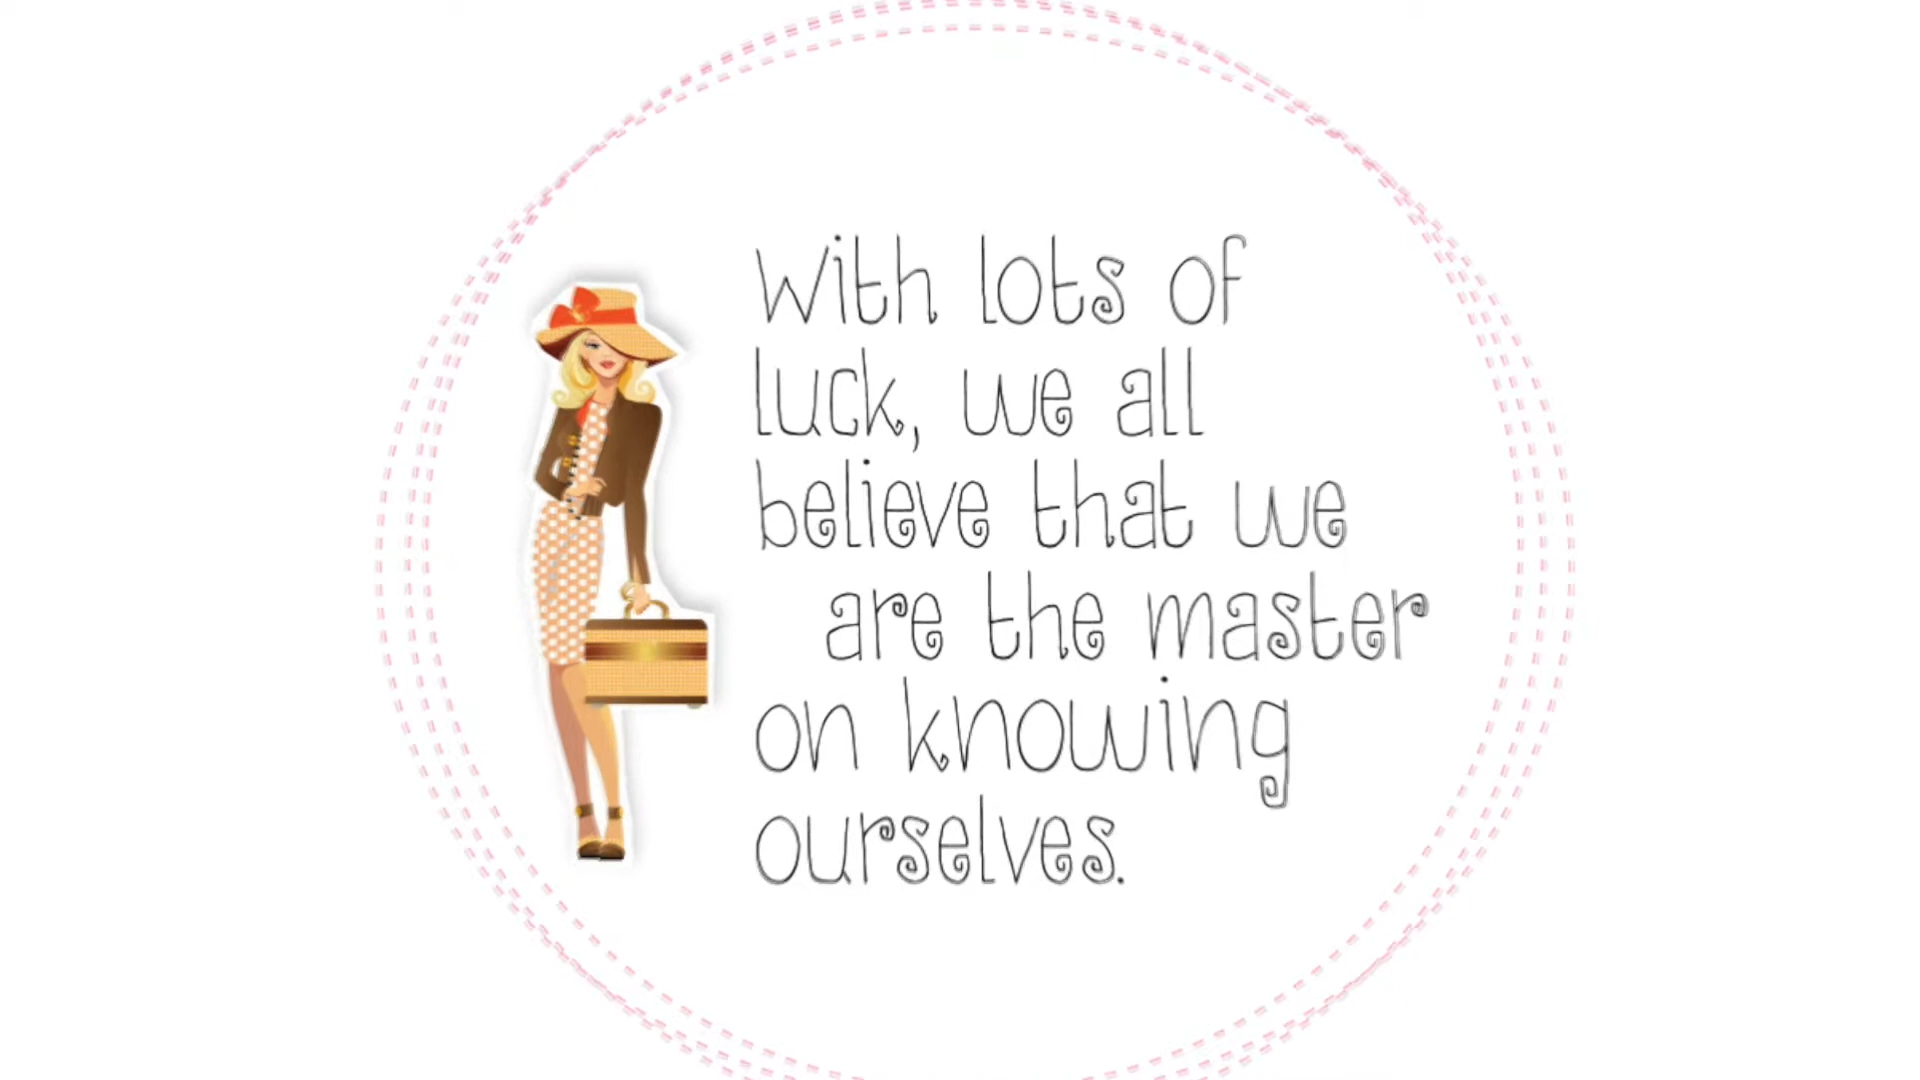 With lots of
luck, we all
believe that we
are the master
on knowing
ourselves.